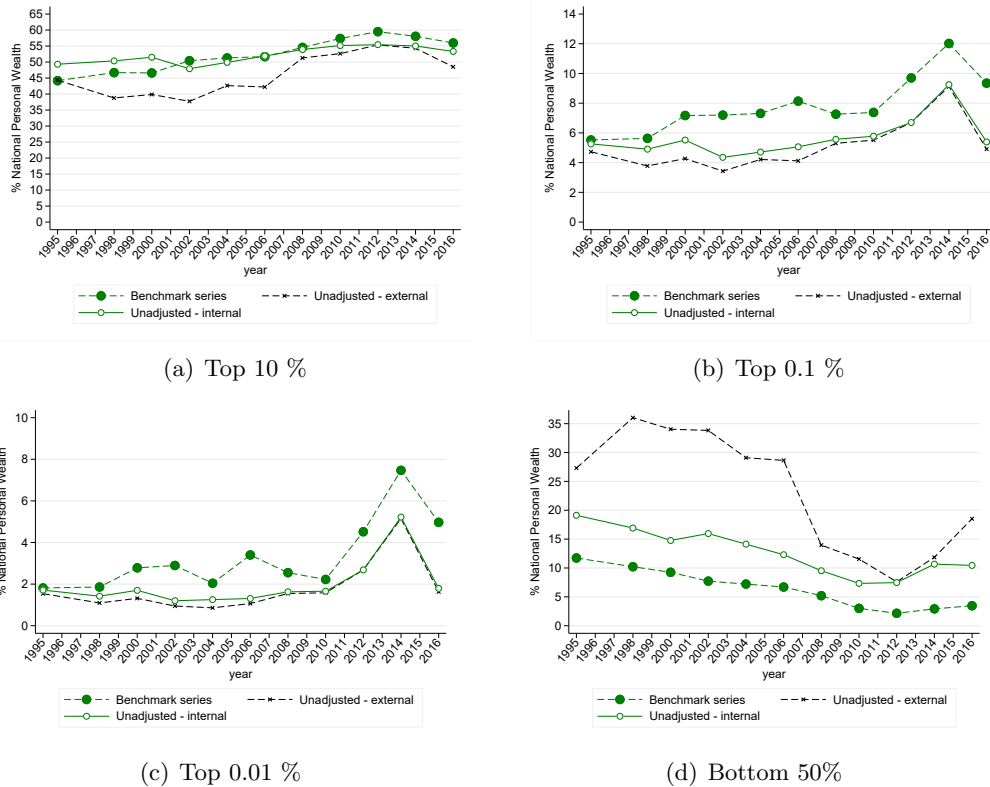 % National Personal Wealth
65
60
55
50
45
40
35
30
25
20
15
10
5
0
1995 1996 1997 1998 1999 2000 2001 2002 2003 2004 2005 2006 2007 2008 2009 2010 2011 2012 2013 2014 2015 2016
year
Benchmark series Unadjusted - external
Unadjusted - internal
(a) Top 10 %
% National Personal Wealth
14
12
10
8
6
4
2
0
1995 1996 1997 1998 1999 2000 2001 2002 2003 2004 2005 2006 2007 2008 2009 2010 2011 2012 2013 2014 2015 2016
year
Benchmark series Unadjusted - external
Unadjusted - internal
(b) Top 0.1 %
% National Personal Wealth
10
8
6
4
2
0
1995 1996 1997 1998 1999 2000 2001 2002 2003 2004 2005 2006 2007 2008 2009 2010 2011 2012 2013 2014 2015 2016
year
Benchmark series Unadjusted - external
Unadjusted - internal
(c) Top 0.01 %
% National Personal Wealth
35
30
25
20
15
10
5
0
1995 1996 1997 1998 1999 2000 2001 2002 2003 2004 2005 2006 2007 2008 2009 2010 2011 2012 2013 2014 2015 2016
year
Benchmark series Unadjusted - external
Unadjusted - internal
(d) Bottom 50%